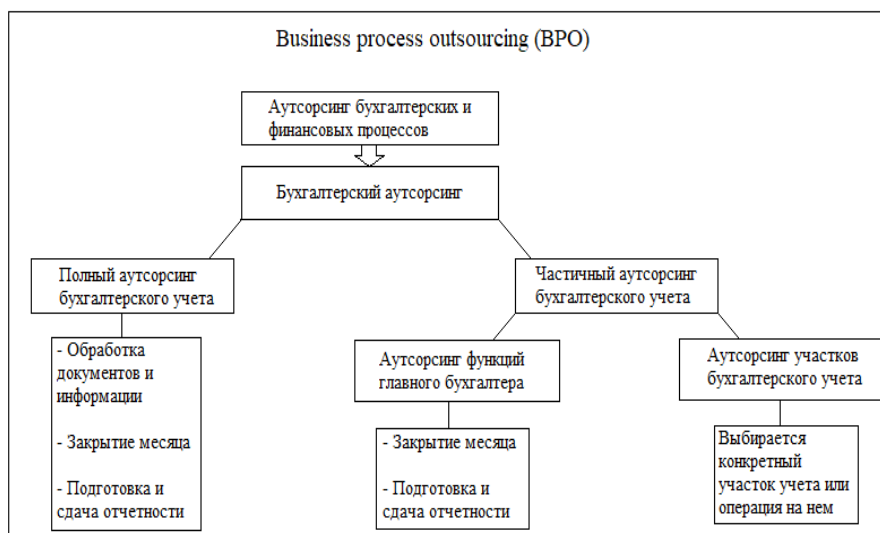 Business process outsourcing (BPO)
Аутсорсинг бухгалтерских и
финансовых процессов
Бухгалтерский аутсорсинг
Полный аутсорсинг
бухгалтерского учета
Частичный аутсорсинг
бухгалтерского учета
- Обработка
документов и
информации
- Закрытие месяца
- Подготовка и
сдача отчетности
Аутсорсинг функций
главного бухгалтера
- Закрытие месяца
- Подготовка и
сдача отчетности
Аутсорсинг участков
бухгалтерского учета
Выбирается
конкретный
участок учета или
операция на нем